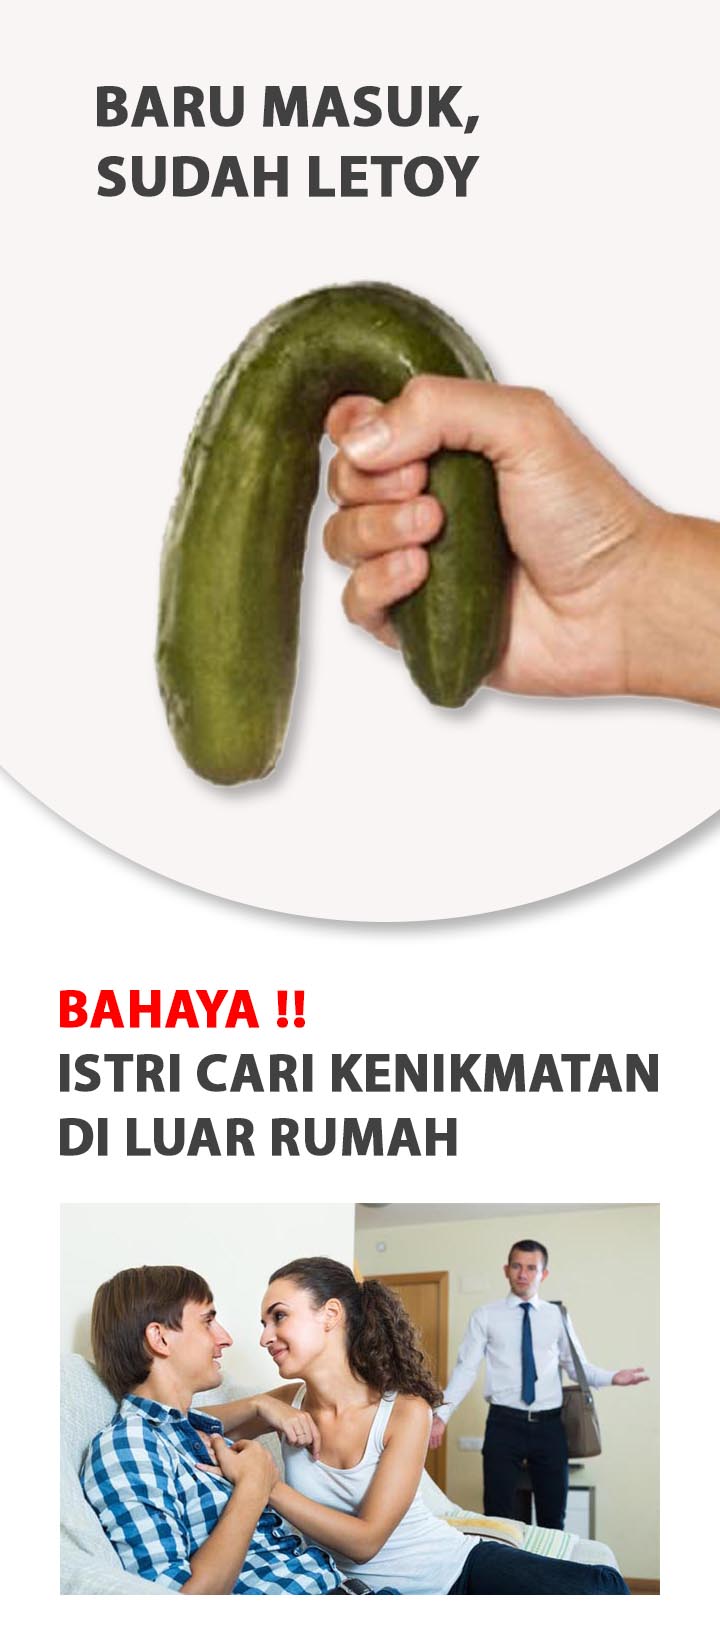 BARU MASUK,
SUDAH LETOY
BAHAYA !!
ISTRI CARI KENIKMATAN
DI LUAR RUMAH